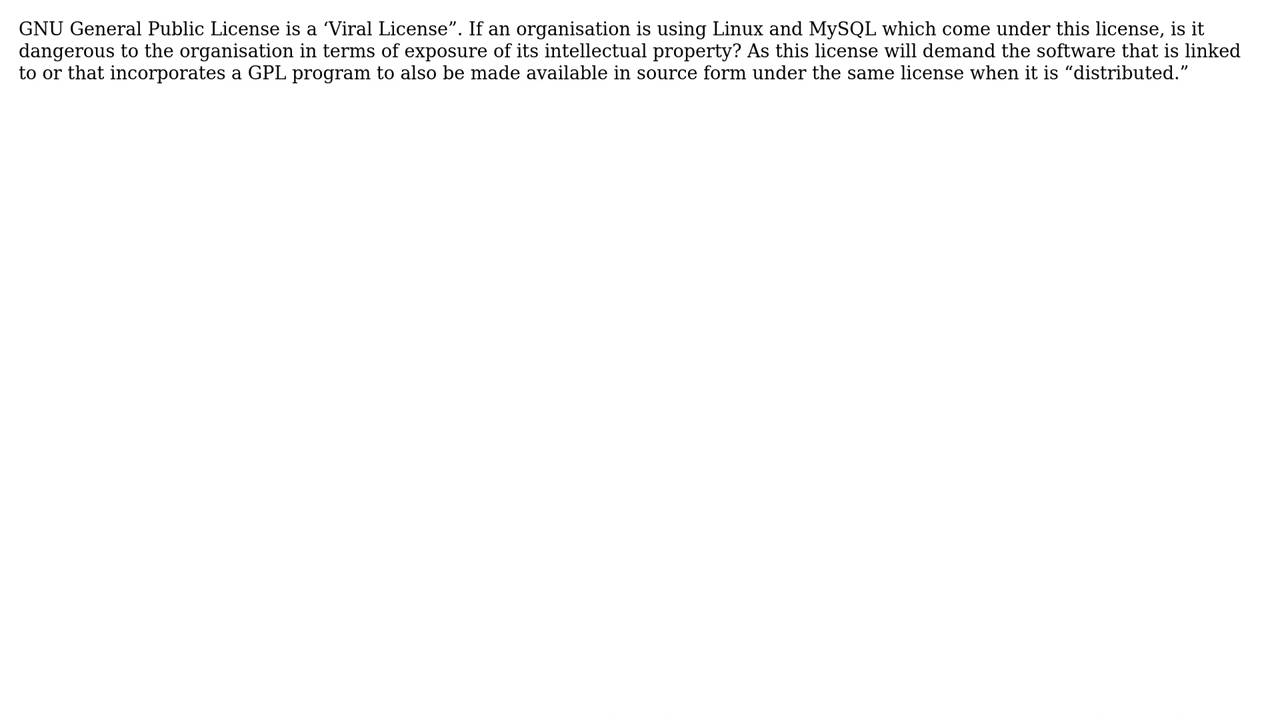 GNU General Public License is a ‘Viral License”. If an organisation is using Linux and MySQL which come under this license, is it
dangerous to the organisation in terms of exposure of its intellectual property? As this license will demand the software that is linked
to or that incorporates a GPL program to also be made available in source form under the same license when it is “distributed.”